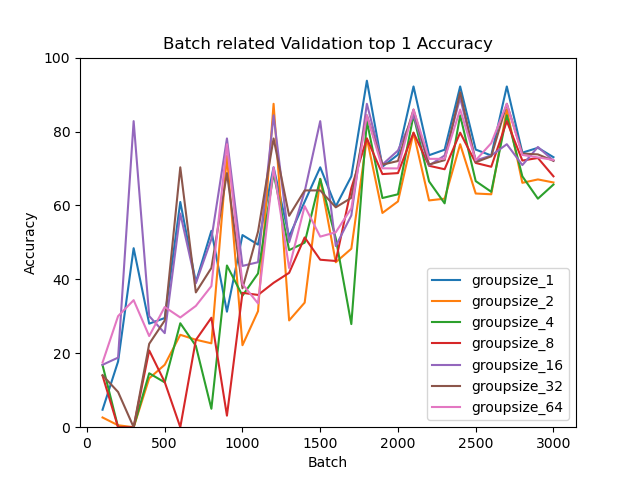 Batch related Validation top 1 Accuracy
100
80
60
40
20
0
Accuracy
0 500 1000 1500 2000 2500 3000
Batch
groupsize_1
groupsize_2
groupsize_4
groupsize_8
groupsize_16
groupsize_32
groupsize_64